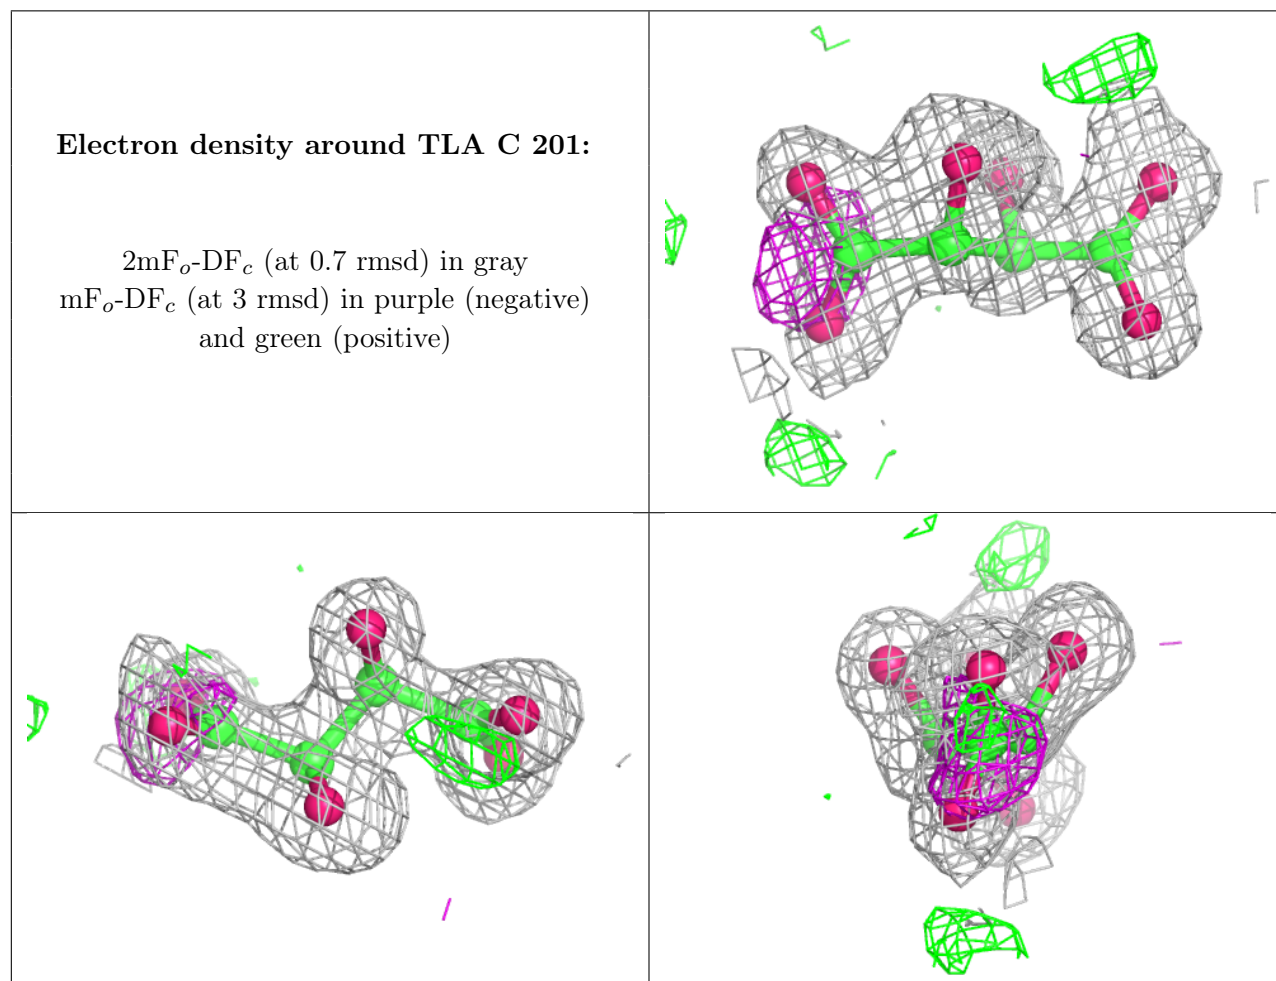 Electron density around TLA C 201:
2mFo-DFc (at 0.7 rmsd) in gray
mFo-DFc (at 3 rmsd) in purple (negative)
and green (positive)